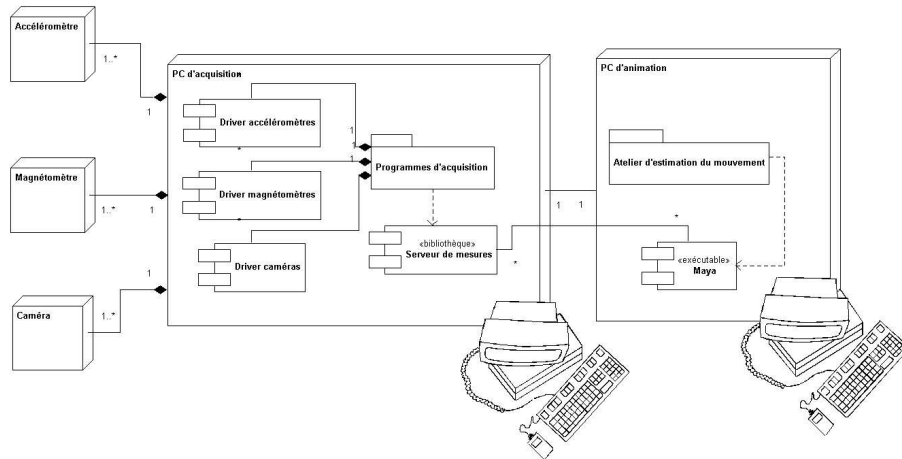 Accéléromètre
1..*
1
PC d'acquisition
Driver accéléromètres
*
1
1
1
Programmes d'acquisition
PC d'animation
Atelier d'estimation du mouvement
Magnétomètre
1..*
1
Driver magnétomètres
*
1
1
*
«bibliothèque»
Serveur de mesures
*
«exécutable»
Maya
Driver caméras
1
Caméra
1..*